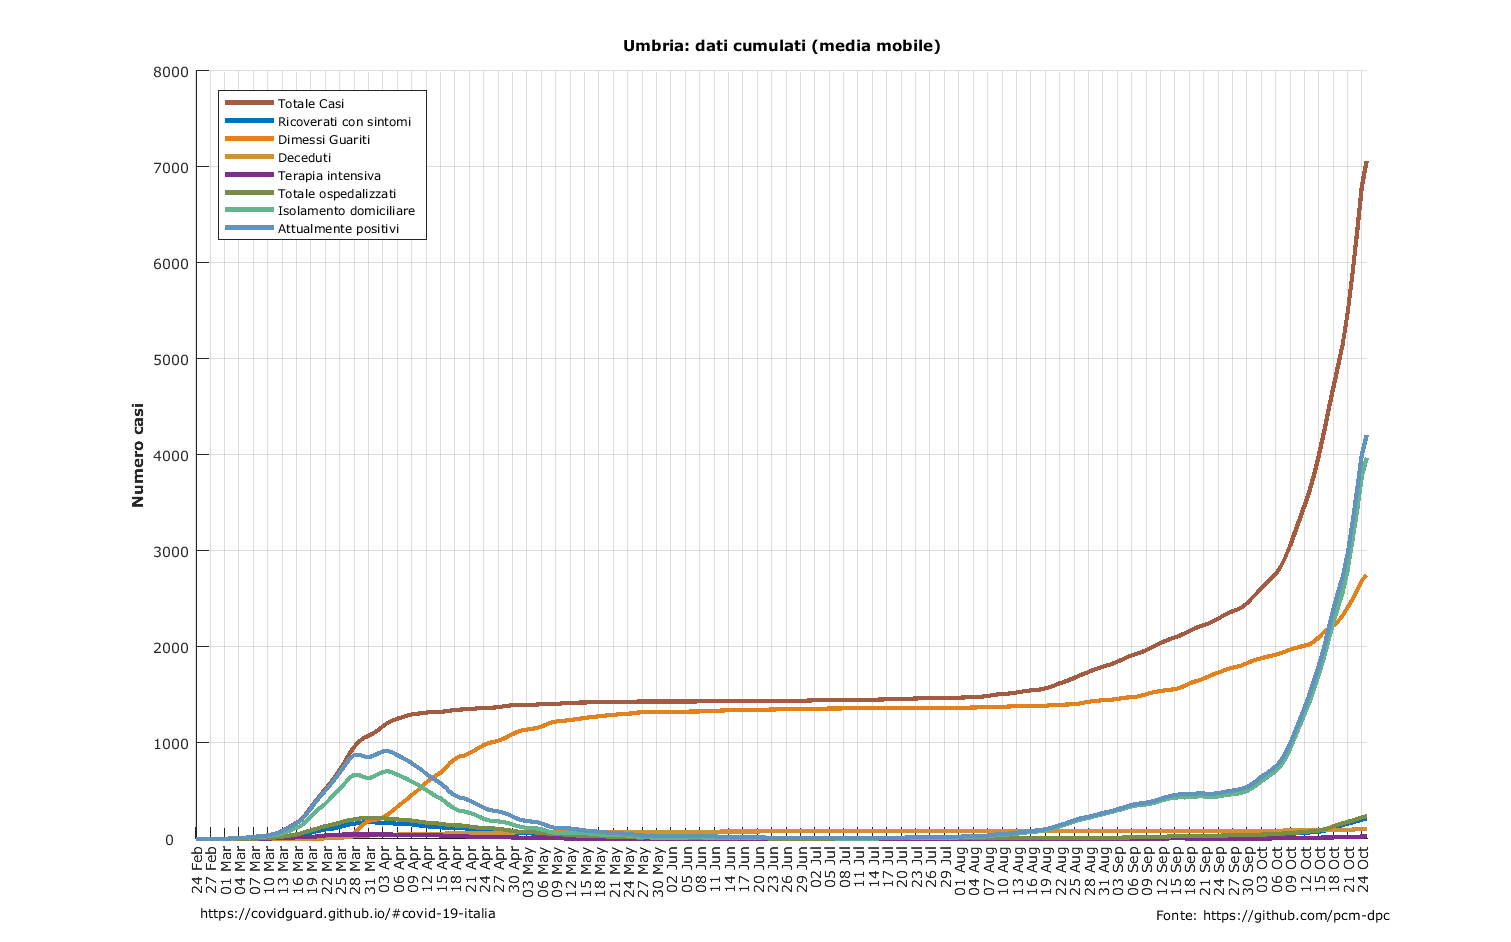 Umbria: dati cumulati (media mobile)
8000
7000
6000
5000
4000
3000
2000
1000
0
Numero casi
Totale Casi
Ricoverati con sintomi
Dimessi Guariti
Deceduti
Terapia intensiva
Totale ospedalizzati
Isolamento domiciliare
Attualmente positivi
24 Feb
27 Feb
01 Mar
04 Mar
07 Mar
10 Mar
13 Mar
16 Mar
19 Mar
22 Mar
25 Mar
28 Mar
31 Mar
03 Apr
06 Apr
09 Apr
12 Apr
15 Apr
18 Apr
21 Apr
24 Apr
27 Apr
30 Apr
03 May
06 May
09 May
12 May
15 May
18 May
21 May
24 May
27 May
30 May
02 Jun
05 Jun
08 Jun
11 Jun
14 Jun
17 Jun
20 Jun
23 Jun
26 Jun
29 Jun
02 Jul
05 Jul
08 Jul
11 Jul
14 Jul
17 Jul
20 Jul
23 Jul
26 Jul
29 Jul
01 Aug
04 Aug
07 Aug
10 Aug
13 Aug
16 Aug
19 Aug
22 Aug
25 Aug
28 Aug
31 Aug
03 Sep
06 Sep
09 Sep
12 Sep
15 Sep
18 Sep
21 Sep
24 Sep
27 Sep
30 Sep
03 Oct
06 Oct
09 Oct
12 Oct
15 Oct
18 Oct
21 Oct
24 Oct
https://covidguard.github.io/#covid-19-italia
Fonte: https://github.com/pcm-dpc